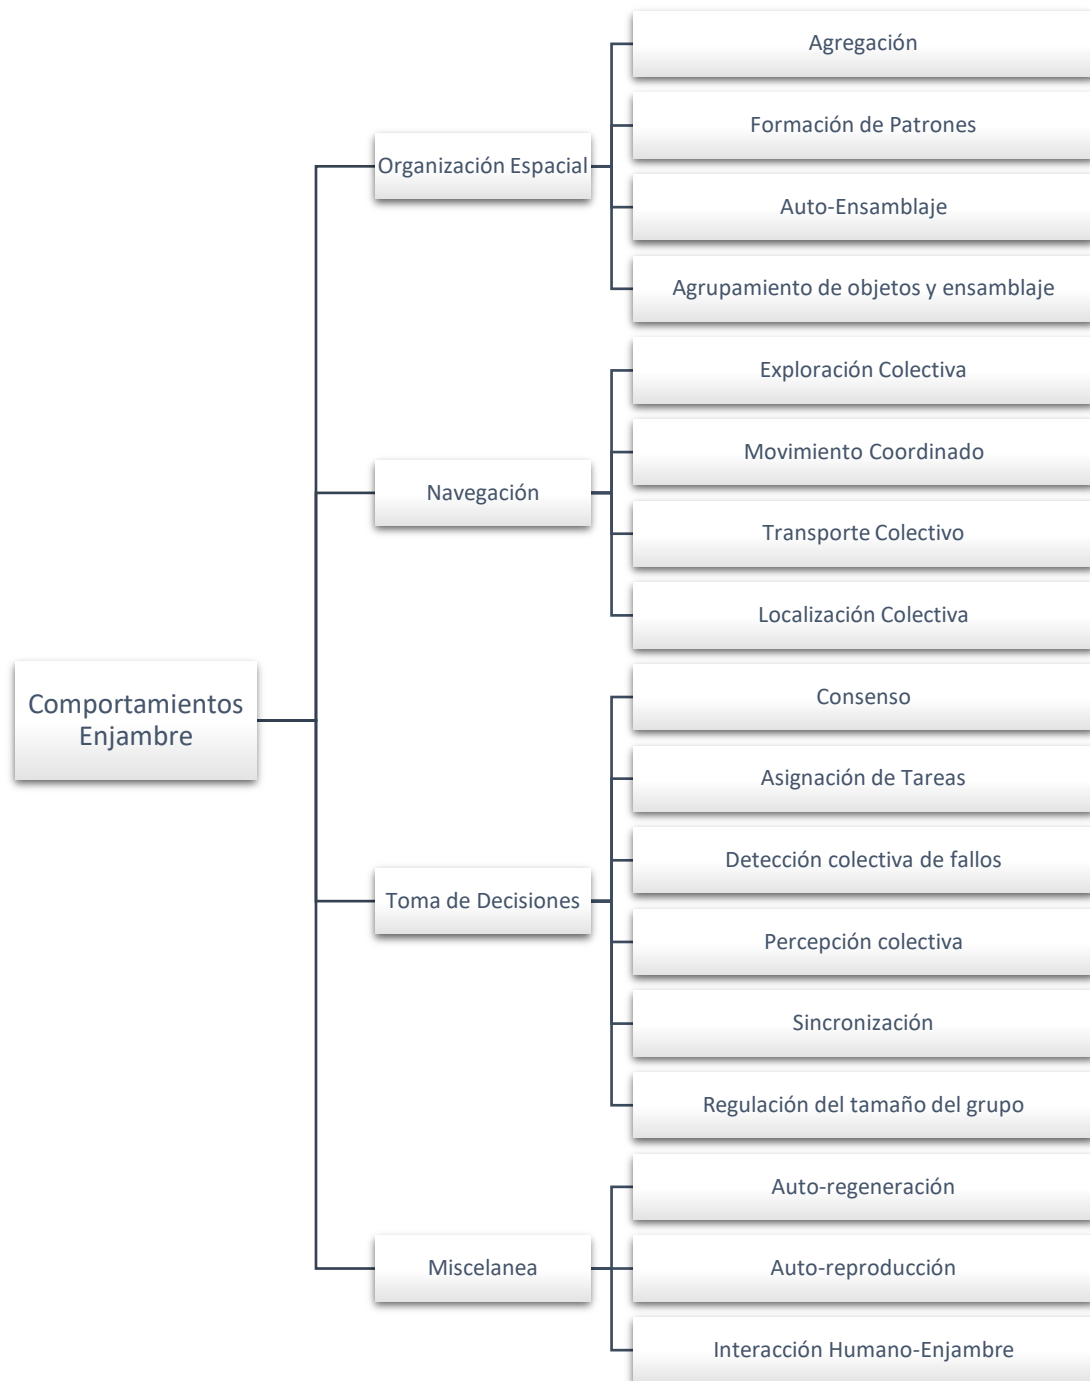 Comportamientos
Enjambre
Organización Espacial
Agregación
Formación de Patrones
Auto-Ensamblaje
Agrupamiento de objetos y ensamblaje
Navegación
Exploración Colectiva
Movimiento Coordinado
Transporte Colectivo
Localización Colectiva
Toma de Decisiones
Consenso
Asignación de Tareas
Detección colectiva de fallos
Percepción colectiva
Sincronización
Regulación del tamaño del grupo
Miscelanea
Auto-regeneración
Auto-reproducción
Interacción Humano-Enjambre